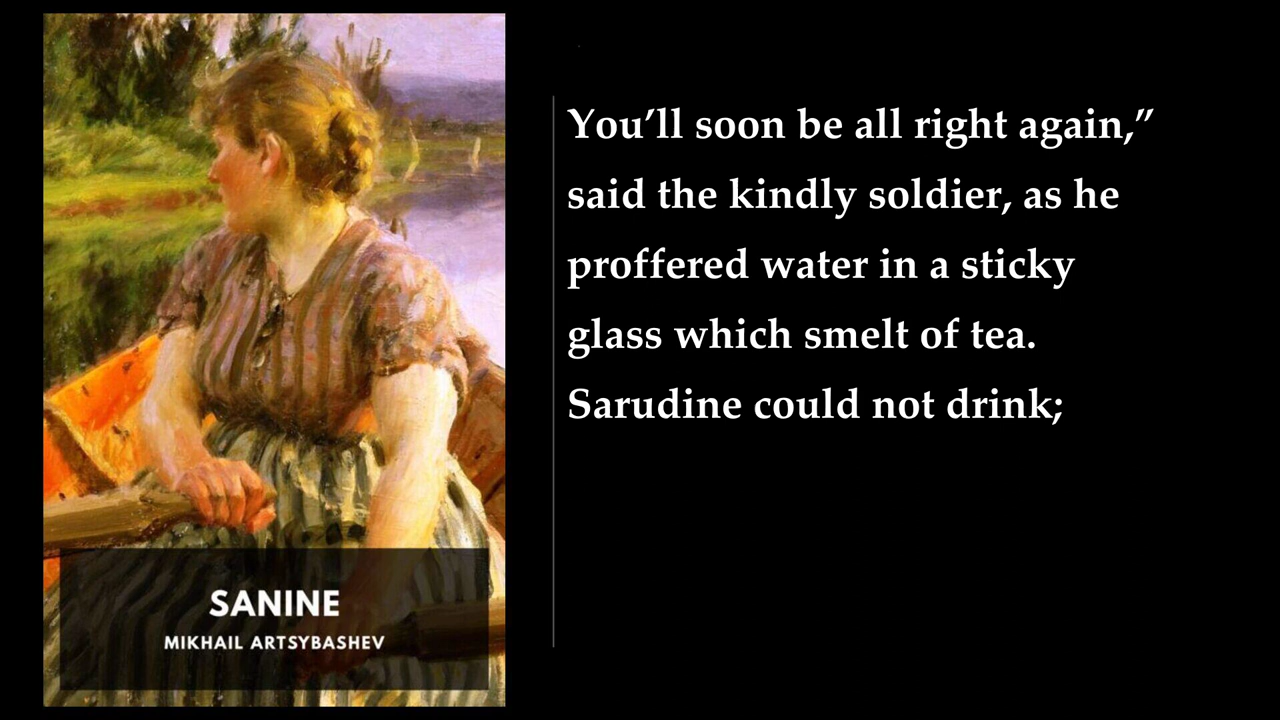 You’ll soon be all right again,”
said the kindly soldier, as he
proffered water in a sticky
glass which smelt of tea.
Sarudine could not drink;
SANINE
MIKHAIL ARTSYBASHEV